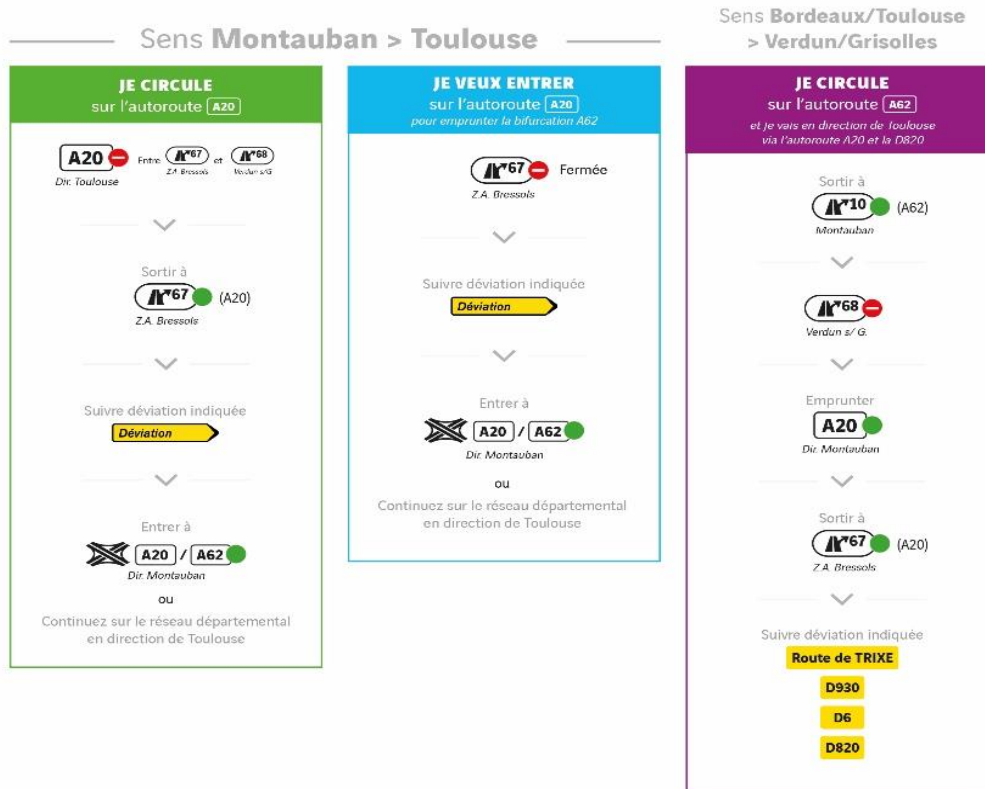 Sens Montauban > Toulouse
JE CIRCULE
sur l'autoroute A20
A20
Dir. Toulouse
Entre
67
Z.A. Bressols
et
68
Verdun s/G
Sortir à
67 (A20)
Z.A. Bressols
Suivre déviation indiquée
Déviation
Entrer à
A20 / A62
Dir. Montauban
ou
Continuez sur le réseau départemental
en direction de Toulouse
JE VEUX ENTRER
sur l'autoroute A20
pour emprunter la bifurcation A62
67 Fermée
Z.A. Bressols
Suivre déviation indiquée
Déviation
Entrer à
A20 / A62
Dir. Montauban
ou
Continuez sur le réseau départemental
en direction de Toulouse
Sens Bordeaux/Toulouse
> Verdun/Grisolles
JE CIRCULE
sur l'autoroute A62
et je vais en direction de Toulouse
via l'autoroute A20 et la D820
Sortir à
10 (A62)
Montauban
68
Verdun s/ G.
Emprunter
A20
Dir. Montauban
Sortir à
67 (A20)
Z.A. Bressols
Suivre déviation indiquée
Route de TRIXE
D930
D6
D820